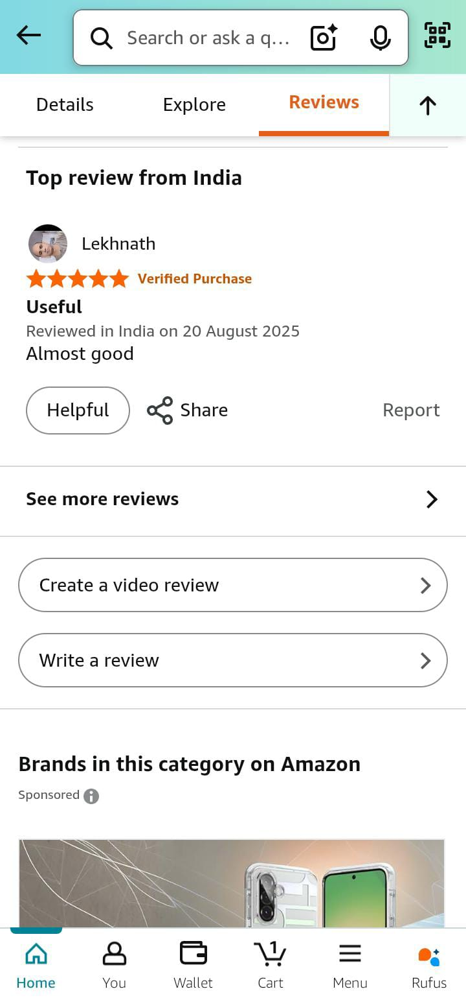 Search or ask a q...
Details
Explore
Reviews
Top review from India
Lekhnath
Verified Purchase
Useful
Reviewed in India on 20 August 2025
Almost good
Helpful
Share
Report
See more reviews
Create a video review
Write a review
Brands in this category on Amazon
Sponsored
1
Home
You
Wallet
Cart
Menu
Rufus